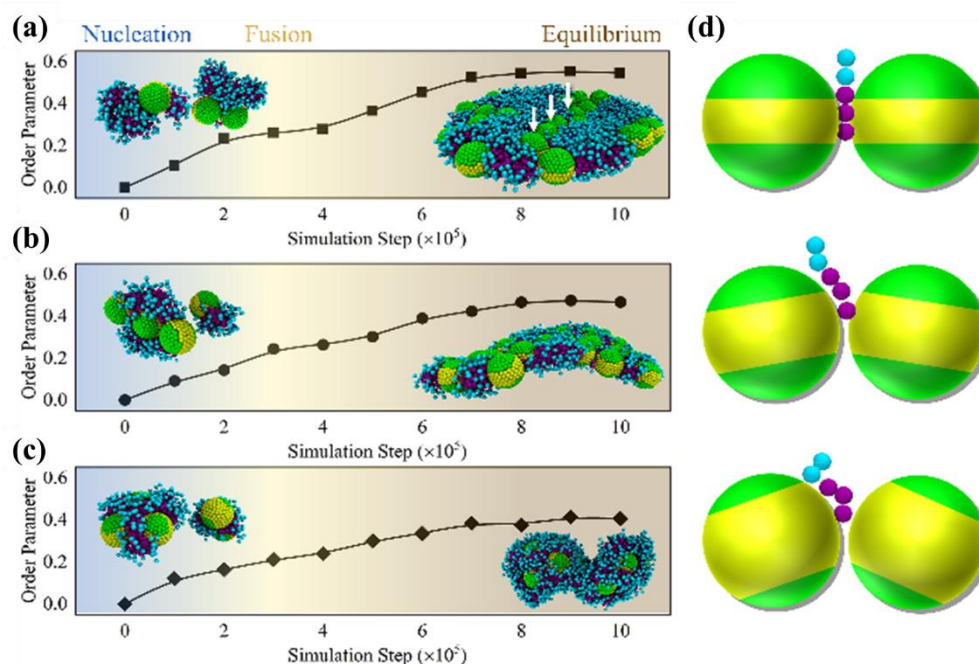 (a)
Nucleation Fusion Equilibrium
(d)
Order Parameter
0.6
0.4
0.2
0.0
0 2 4 6 8 10
Simulation Step (×10⁵)
(b)
Order Parameter
0.6
0.4
0.2
0.0
0 2 4 6 8 10
Simulation Step (×10⁵)
(c)
Order Parameter
0.6
0.4
0.2
0.0
0 2 4 6 8 10
Simulation Step (×10⁵)